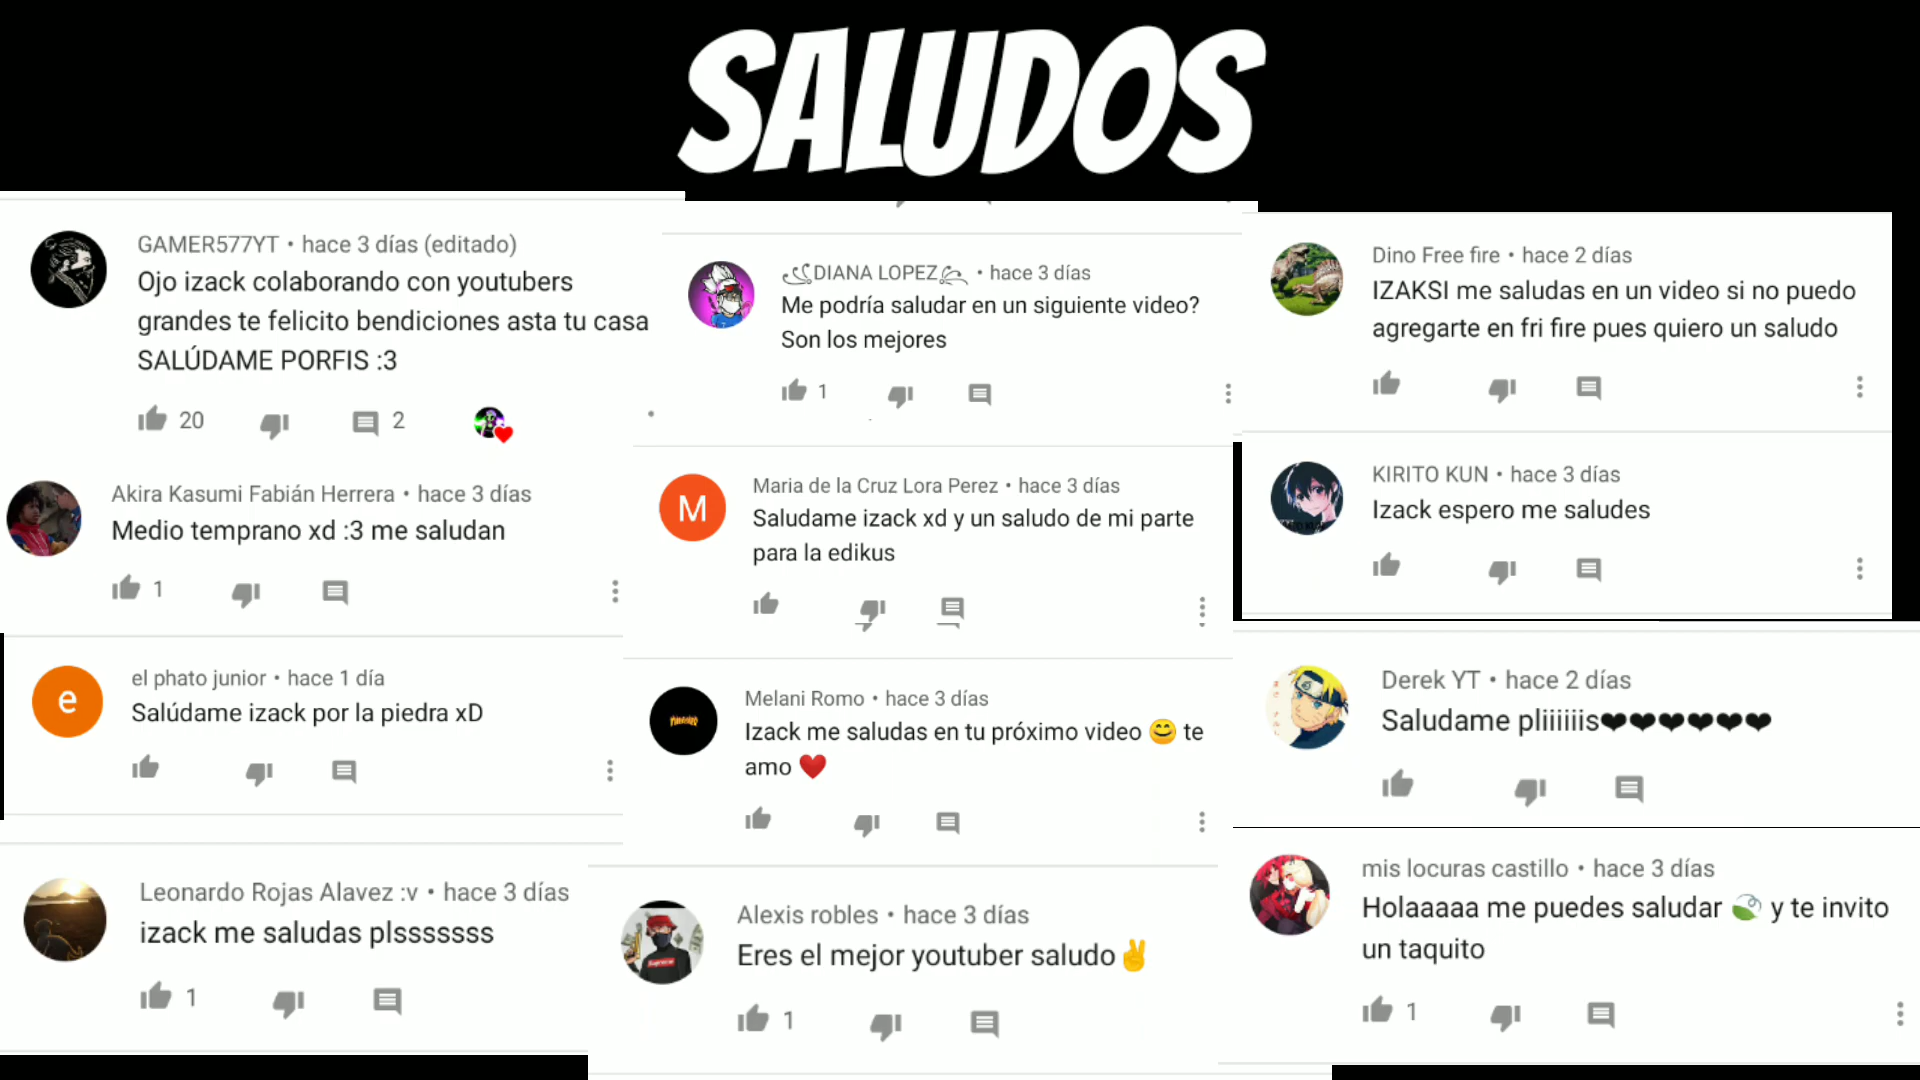 SALUDOS
GAMER577YT • hace 3 días (editado)
Ojo izack colaborando con youtubers
grandes te felicito bendiciones asta tu casa
SALÚDAME PORFIS :3
20
2
Akira Kasumi Fabián Herrera • hace 3 días
Medio temprano xd :3 me saludan
1
e
el phato junior • hace 1 día
Salúdame izack por la piedra xD
Leonardo Rojas Alavez :v • hace 3 días
izack me saludas plsssssss
1
DIANA LOPEZ • hace 3 días
Me podría saludar en un siguiente video?
Son los mejores
1
M
Maria de la Cruz Lora Perez • hace 3 días
Saludame izack xd y un saludo de mi parte
para la edikus
Melani Romo • hace 3 días
Izack me saludas en tu próximo video 😊 te
amo ❤️
Alexis robles • hace 3 días
Eres el mejor youtuber saludo✌️
1
Dino Free fire • hace 2 días
IZAKSI me saludas en un video si no puedo
agregarte en fri fire pues quiero un saludo
KIRITO KUN • hace 3 días
Izack espero me saludes
Derek YT • hace 2 días
Saludame pliiiiiis❤❤❤❤❤❤
mis locuras castillo • hace 3 días
Holaaaaa me puedes saludar 🍃 y te invito
un taquito
1